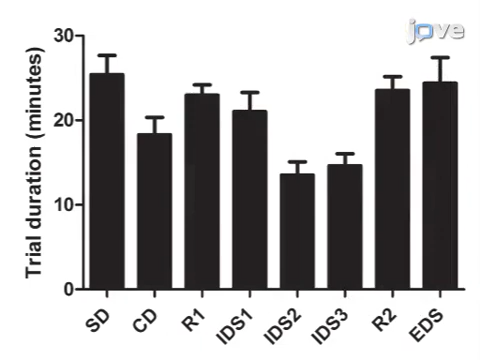 jove
30
20
10
0
Trial duration (minutes)
SD
CD
R1
IDS1
IDS2
IDS3
R2
EDS